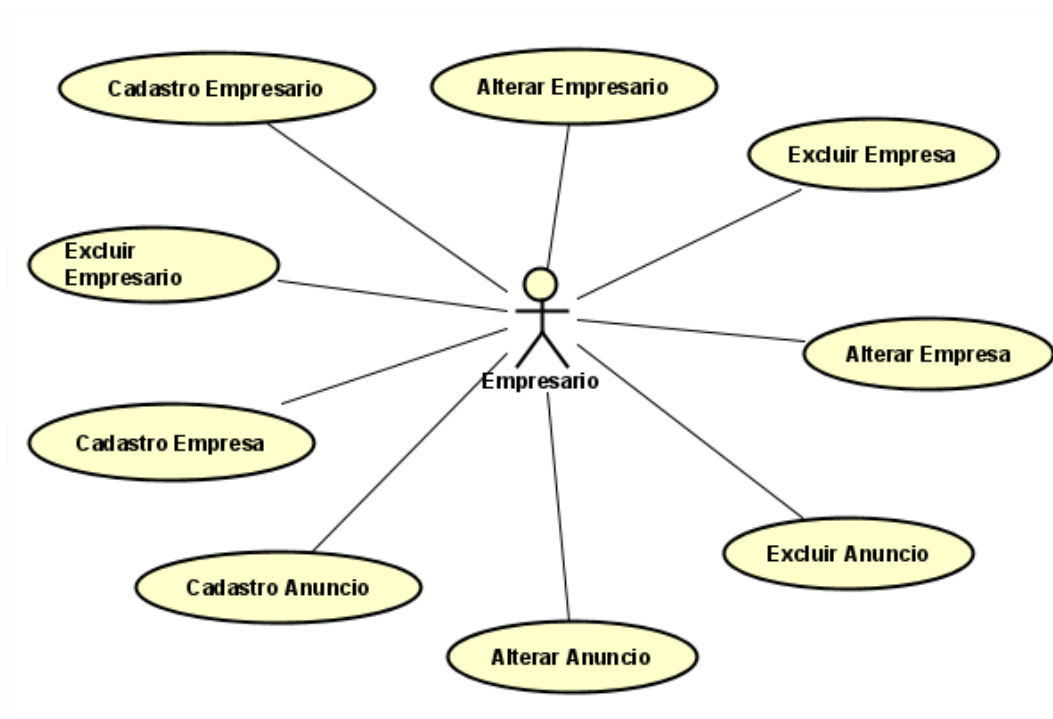 Cadastro Empresario
Alterar Empresario
Excluir Empresa
Excluir
Empresario
Alterar Empresa
Empresario
Cadastro Empresa
Excluir Anuncio
Cadastro Anuncio
Alterar Anuncio